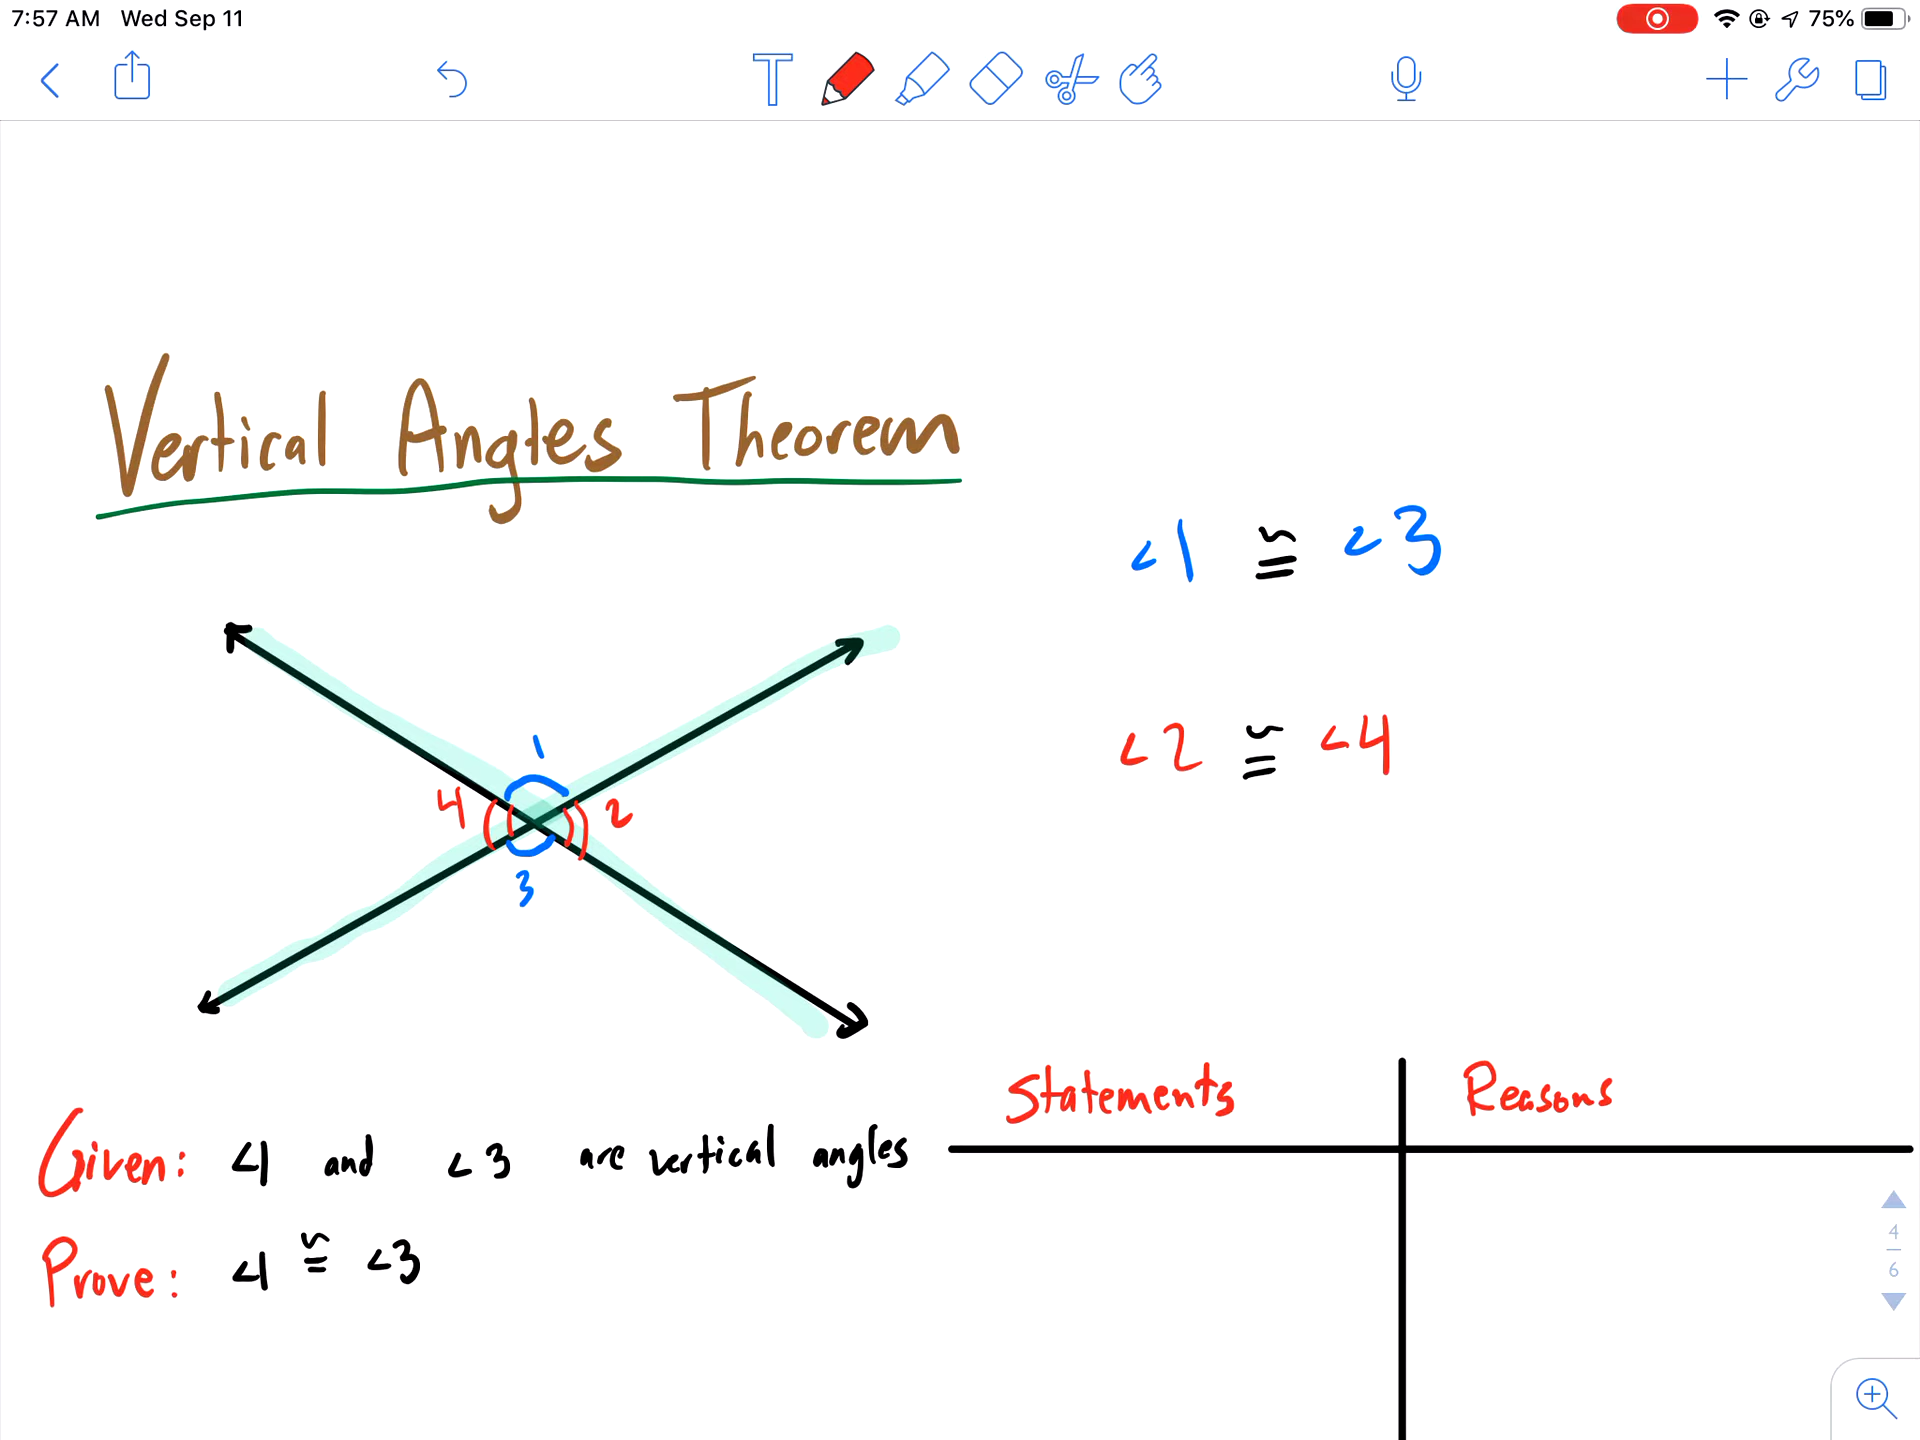 7:57 AM Wed Sep 11 75%
T
Vertical Angles Theorem
<1 ≅ <3
<2 ≅ <4
1
4 2
3
Statements Reasons
Given: <1 and <3 are vertical angles
Prove: <1 ≅ <3
4
6